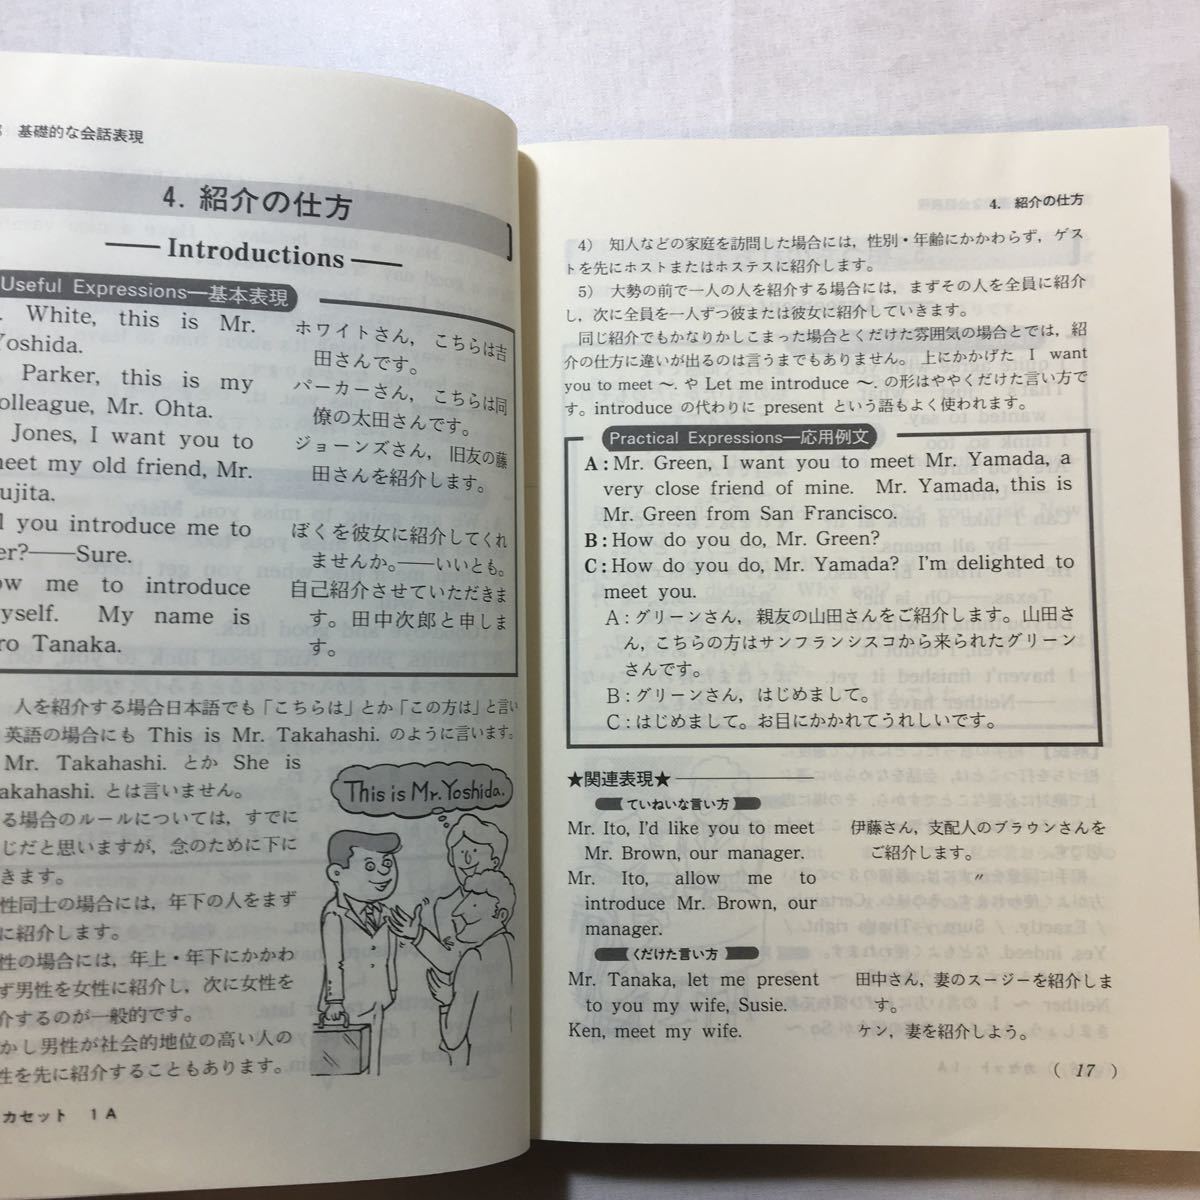 基礎的な会話表現
4. 紹介の仕方
Introductions
Useful Expressions—基本表現
White, this is Mr.
Yoshida.
Parker, this is my
colleague, Mr. Ohta.
Jones, I want you to
meet my old friend, Mr.
you introduce me to
——Sure.
me to introduce
myself. My name is
Tanaka.
ホワイトさん，こちらは吉
田さんです。
パーカーさん，こちらは同
僚の太田さんです。
ジョーンズさん，旧友の藤
田さんを紹介します。
ぼくを彼女に紹介してくれ
ませんか。——いいとも。
自己紹介させていただきま
す。田中次郎と申しま
す。
人を紹介する場合日本語でも「こちらは」とか「この方は」と言い
英語の場合にも This is Mr. Takahashi. のように言います。
Mr. Takahashi. とか She is
Takahashi. とは言いません。
る場合のルールについては，すでに
じだと思いますが，念のために下に
きます。
性同士の場合には，年下の人をまず
に紹介します。
性の場合には，年上・年下にかかわ
ず男性を女性に紹介し，次に女性を
介するのが一般的です。
かし男性が社会的地位の高い人の
性を先に紹介することもあります。
This is Mr. Yoshida.
カセット 1 A
4. 紹介の仕方
4） 知人などの家庭を訪問した場合には，性別・年齢にかかわらず，ゲス
トを先にホストまたはホステスに紹介します。
5） 大勢の前で一人の人を紹介する場合には，まずその人を全員に紹介
し，次に全員を一人ずつ彼または彼女に紹介していきます。
同じ紹介でもかなりかしこまった場合とくだけた雰囲気の場合とでは，紹
介の仕方に違いが出るのは言うまでもありません。上にかかげた I want
you to meet ～. や Let me introduce ～. の形はややくだけた言い方で
す。introduce の代わりに present という語もよく使われます。
Practical Expressions—応用例文
A：Mr. Green, I want you to meet Mr. Yamada, a
very close friend of mine. Mr. Yamada, this is
Mr. Green from San Francisco.
B：How do you do, Mr. Green?
C：How do you do, Mr. Yamada? I'm delighted to
meet you.
A：グリーンさん，親友の山田さんをご紹介します。山田さ
ん，こちらの方はサンフランシスコから来られたグリーン
さんです。
B：グリーンさん，はじめまして。
C：はじめまして。お目にかかれてうれしいです。
★関連表現★
ていねいな言い方
Mr. Ito, I'd like you to meet
Mr. Brown, our manager.
伊藤さん，支配人のブラウンさんを
ご紹介します。
Mr. Ito, allow me to
introduce Mr. Brown, our
manager.
〃
くだけた言い方
Mr. Tanaka, let me present
to you my wife, Susie.
田中さん，妻のスージーを紹介しま
す。
Ken, meet my wife.
ケン，妻を紹介しよう。
( 17 )